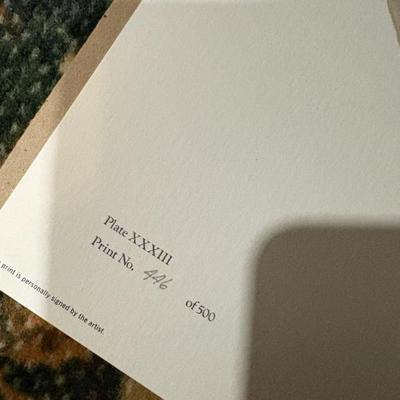 Plate XXXIII
Print No. 446 of 500
print is personally signed by the artist.